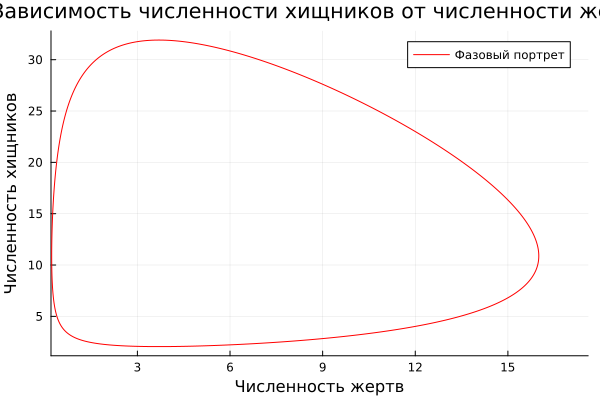 Зависимость численности хищников от численности же
Фазовый портрет
Численность хищников
30
25
20
15
10
5
3
6
9
12
15
Численность жертв